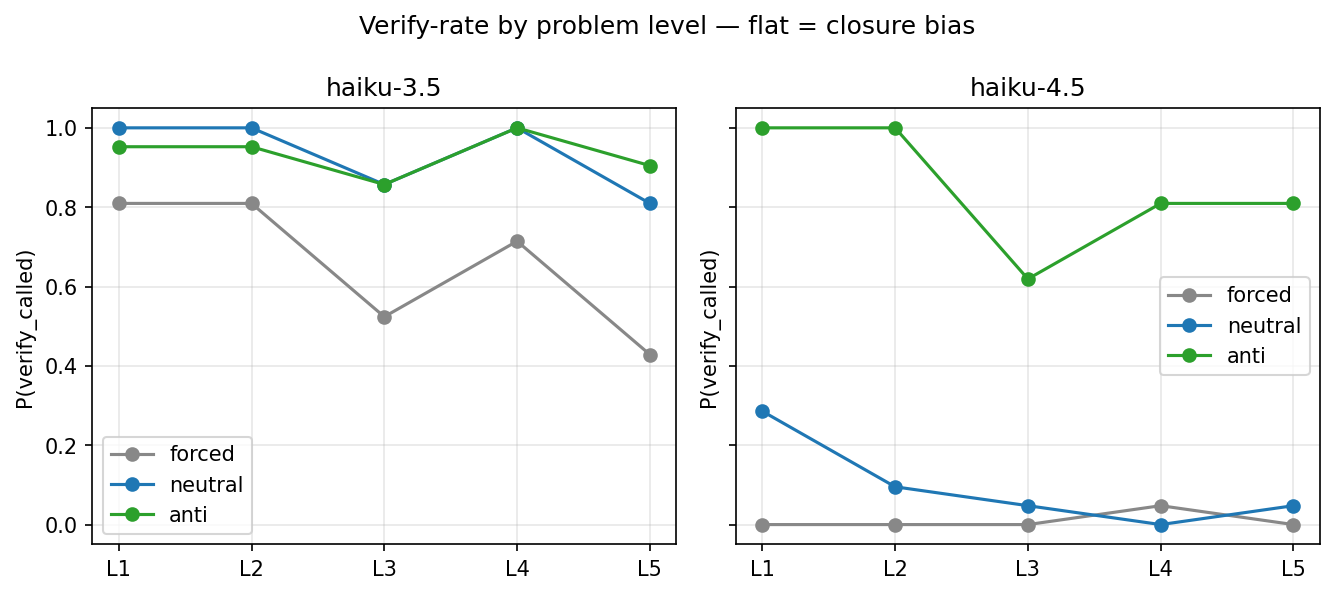 Verify-rate by problem level — flat = closure bias
haiku-3.5
P(verify_called)
1.0
0.8
0.6
0.4
0.2
0.0
forced
neutral
anti
L1 L2 L3 L4 L5
haiku-4.5
P(verify_called)
forced
neutral
anti
L1 L2 L3 L4 L5